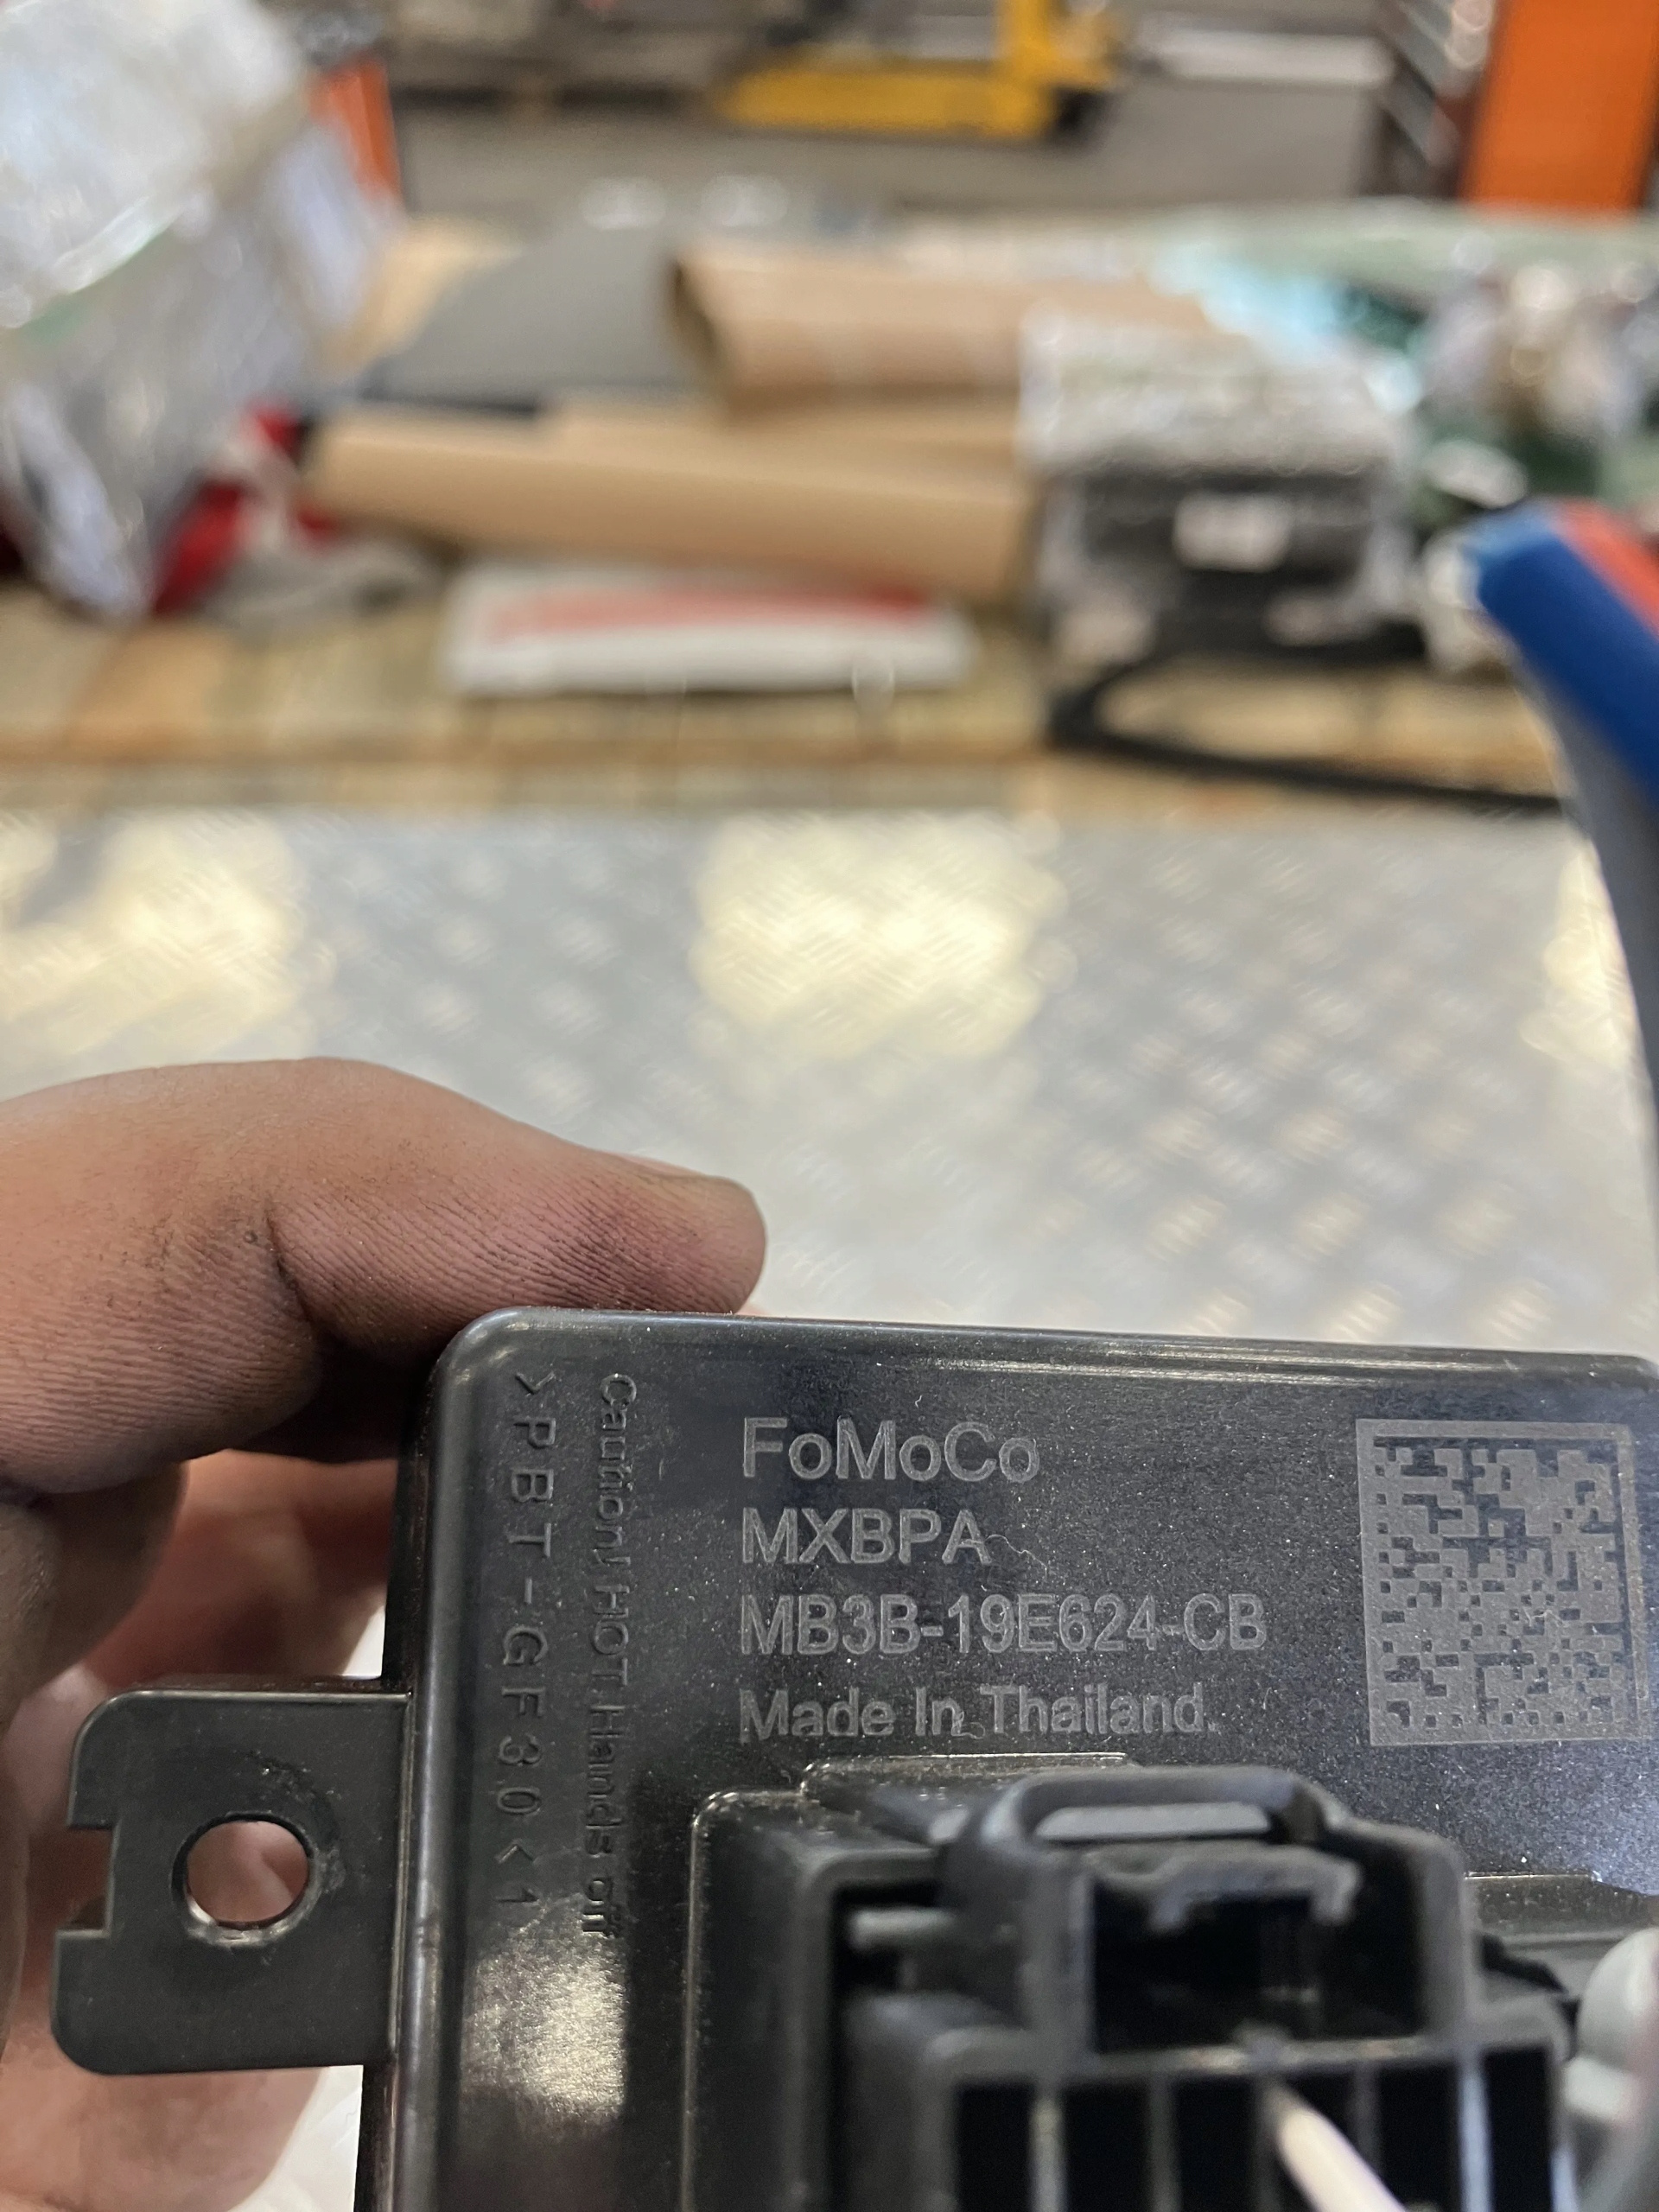 FoMoCo
MXBPA
MB3B-19E624-CB
Made In Thailand.
Caution! HOT Hands off
>PBT-GF30<1